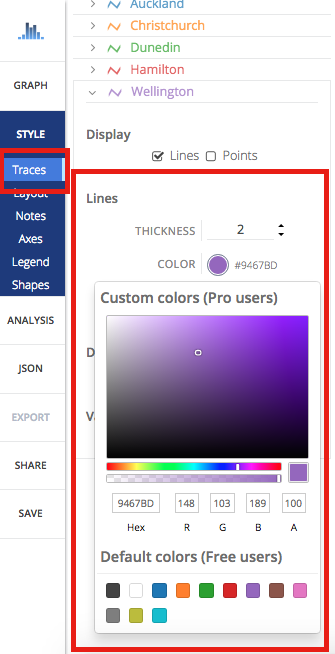 Auckland
Christchurch
Dunedin
Hamilton
Wellington
GRAPH
STYLE
Traces
Layout
Notes
Axes
Legend
Shapes
ANALYSIS
JSON
EXPORT
SHARE
SAVE
Display
Lines Points
Lines
THICKNESS 2
COLOR #9467BD
D
Va
Custom colors (Pro users)
9467BD 148 103 189 100
Hex R G B A
Default colors (Free users)